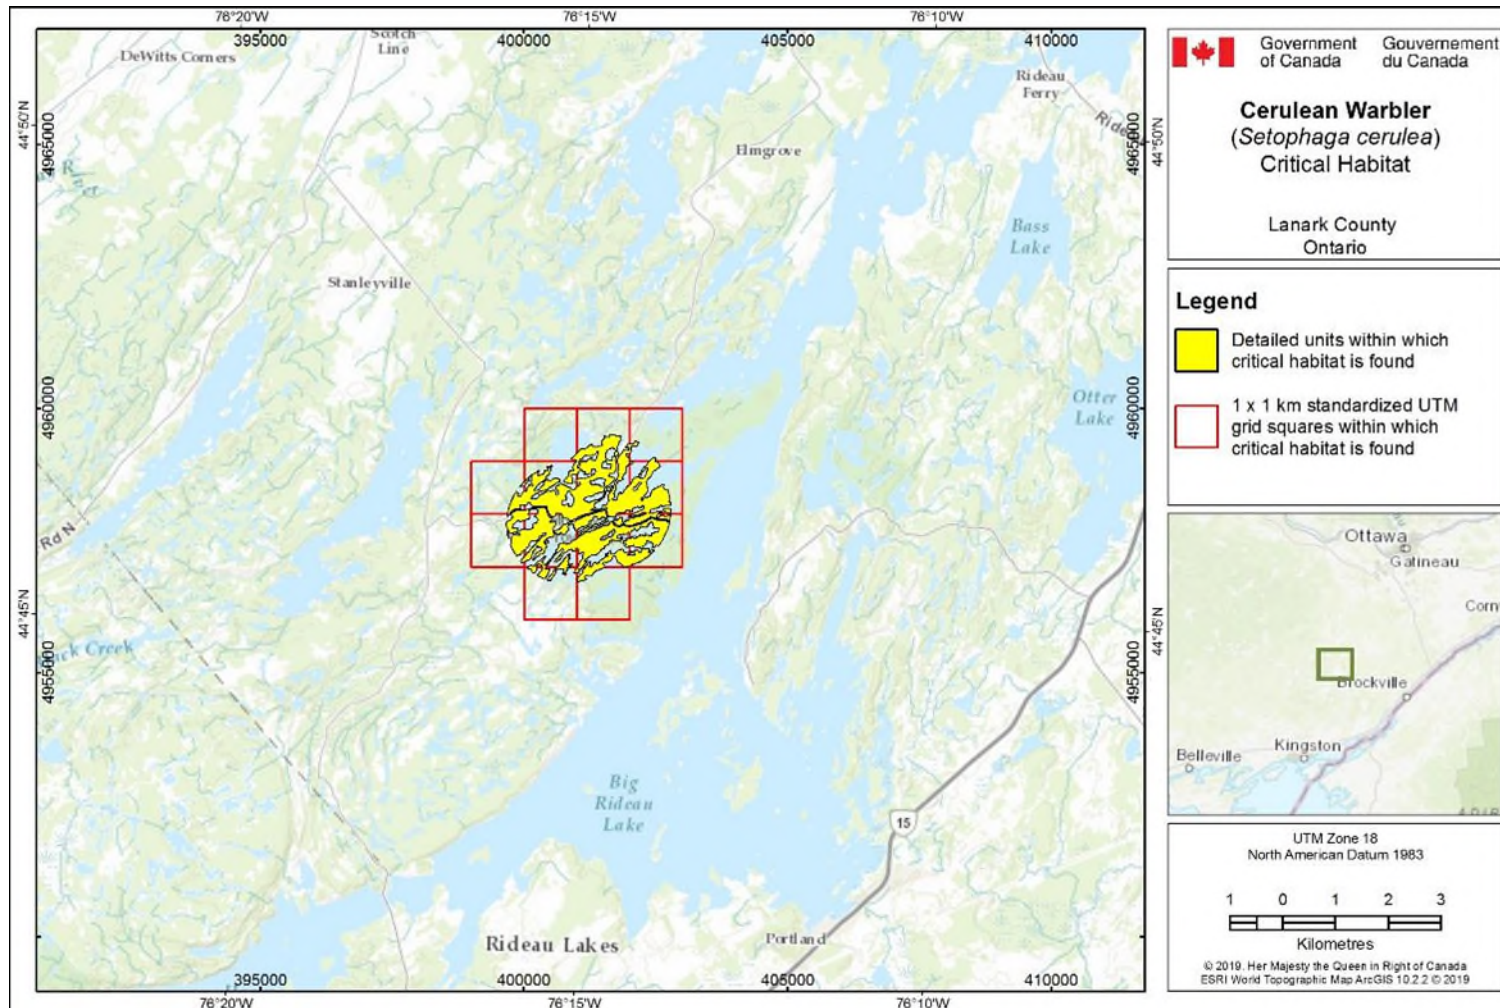 76°20'W
76°15'W
76°10'W
395000
400000
405000
410000
44°50'N
4965000
4960000
44°45'N
4955000
DeWitts Corners
Scotch
Line
Rideau
Ferry
Elmgrove
River
Bass
Lake
Stanleyville
Otter
Lake
Rd N
Creek
Big
Rideau
Lake
15
Rideau Lakes
Portland
4965000
44°50'N
4960000
44°45'N
4955000
395000
400000
405000
410000
76°20'W
76°15'W
76°10'W
Government
of Canada
Gouvernement
du Canada
Cerulean Warbler
(Setophaga cerulea)
Critical Habitat
Lanark County
Ontario
Legend
Detailed units within which
critical habitat is found
1 x 1 km standardized UTM
grid squares within which
critical habitat is found
Ottawa
Gatineau
Corn
Brockville
Kingston
Belleville
UTM Zone 18
North American Datum 1983
1 0 1 2 3
Kilometres
© 2019. Her Majesty the Queen in Right of Canada
ESRI World Topographic Map ArcGIS 10.2.2 © 2019